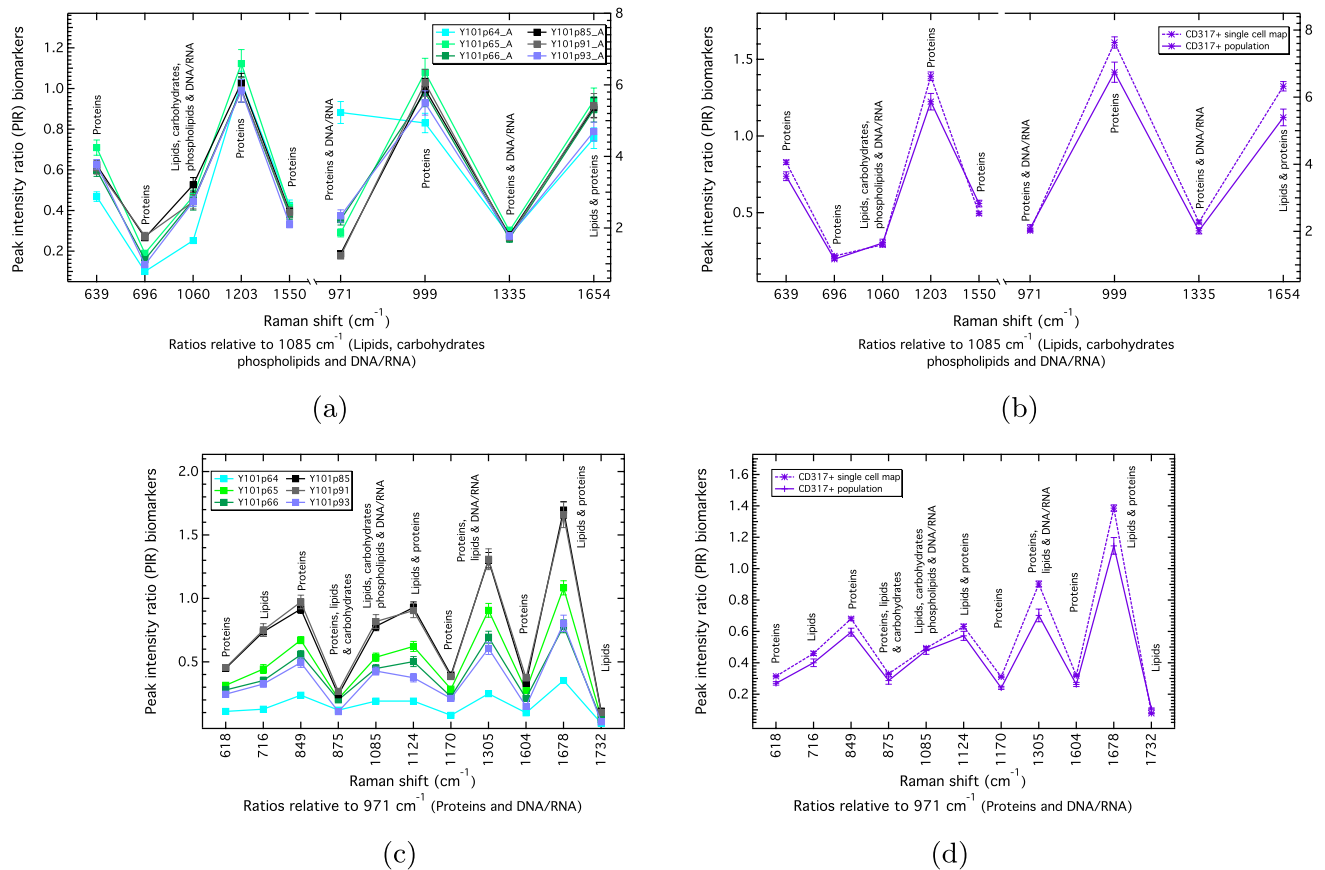 Peak intensity ratio (PIR) biomarkers
1.2
1.0
0.8
0.6
0.4
0.2
8
6
4
2
Y101p64_A
Y101p65_A
Y101p66_A
Y101p85_A
Y101p91_A
Y101p93_A
Proteins
Proteins
Lipids, carbohydrates,
phospholipids & DNA/RNA
Proteins
Proteins
Proteins & DNA/RNA
Proteins
Proteins & DNA/RNA
Lipids & proteins
639 696 1060 1203 1550 971 999 1335 1654
Raman shift (cm-1)
Ratios relative to 1085 cm-1 (Lipids, carbohydrates
phospholipids and DNA/RNA)
(a)
Peak intensity ratio (PIR) biomarkers
1.5
1.0
0.5
8
6
4
2
CD317+ single cell map
CD317+ population
Proteins
Proteins
Lipids, carbohydrates,
phospholipids & DNA/RNA
Proteins
Proteins
Proteins & DNA/RNA
Proteins
Proteins & DNA/RNA
Lipids & proteins
639 696 1060 1203 1550 971 999 1335 1654
Raman shift (cm-1)
Ratios relative to 1085 cm-1 (Lipids, carbohydrates
phospholipids and DNA/RNA)
(b)
Peak intensity ratio (PIR) biomarkers
2.0
1.5
1.0
0.5
Y101p64
Y101p65
Y101p66
Y101p85
Y101p91
Y101p93
Proteins
Lipids
Proteins
Proteins, lipids
& carbohydrates
Lipids, carbohydrates
phospholipids & DNA/RNA
Lipids & proteins
Proteins
Proteins,
lipids & DNA/RNA
Proteins
Lipids & proteins
Lipids
618 716 849 875 1085 1124 1170 1305 1604 1678 1732
Raman shift (cm-1)
Ratios relative to 971 cm-1 (Proteins and DNA/RNA)
(c)
Peak intensity ratio (PIR) biomarkers
1.6
1.4
1.2
1.0
0.8
0.6
0.4
0.2
CD317+ single cell map
CD317+ population
Proteins
Lipids
Proteins
Proteins, lipids
& carbohydrates
Lipids, carbohydrates
phospholipids & DNA/RNA
Lipids & proteins
Proteins
Proteins,
lipids & DNA/RNA
Proteins
Lipids & proteins
Lipids
618 716 849 875 1085 1124 1170 1305 1604 1678 1732
Raman shift (cm-1)
Ratios relative to 971 cm-1 (Proteins and DNA/RNA)
(d)